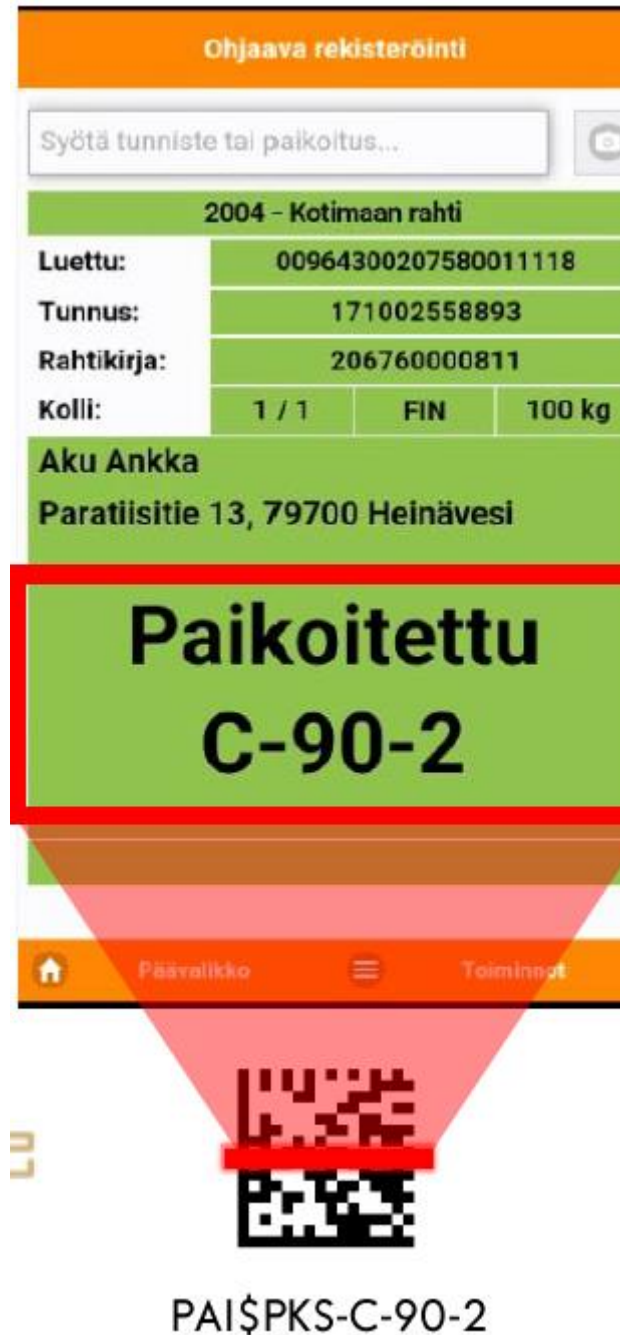 Ohjaava rekisteröinti
Syötä tunniste tai paikoitus...
2004 - Kotimaan rahti
Luettu: 00964300207580011118
Tunnus: 171002558893
Rahtikirja: 206760000811
Kolli: 1 / 1 FIN 100 kg
Aku Ankka
Paratiisitie 13, 79700 Heinävesi
Paikoitettu
C-90-2
Päävalikko Toiminnot
PAI$PKS-C-90-2